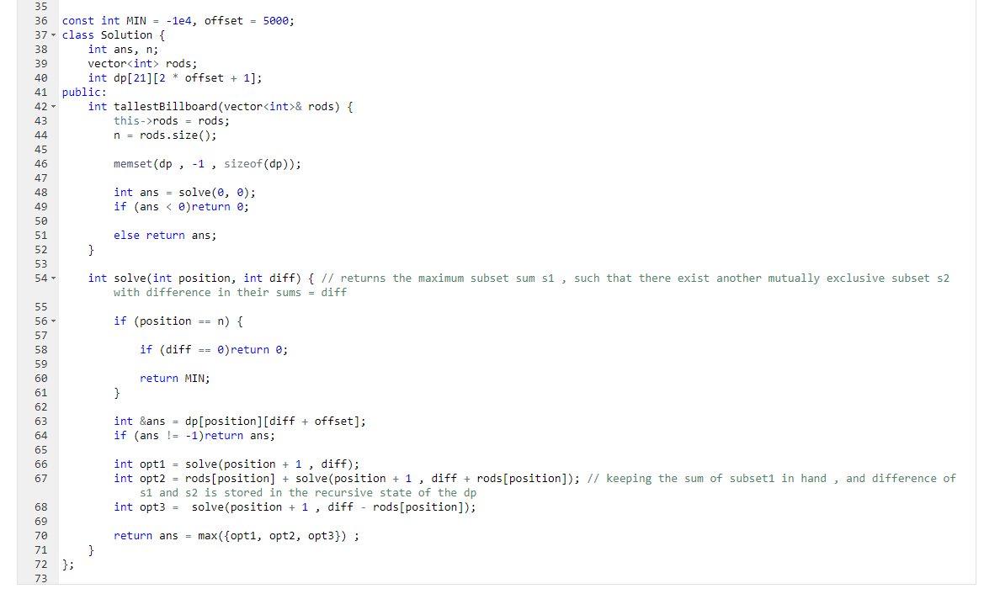 35
36 const int MIN = -1e4, offset = 5000;
37 class Solution {
38     int ans, n;
39     vector<int> rods;
40     int dp[21][2 * offset + 1];
41 public:
42     int tallestBillboard(vector<int>& rods) {
43         this->rods = rods;
44         n = rods.size();
45
46         memset(dp , -1 , sizeof(dp));
47
48         int ans = solve(0, 0);
49         if (ans < 0)return 0;
50
51         else return ans;
52     }
53
54     int solve(int position, int diff) { // returns the maximum subset sum s1 , such that there exist another mutually exclusive subset s2
        with difference in their sums = diff
55
56         if (position == n) {
57
58             if (diff == 0)return 0;
59
60             return MIN;
61         }
62
63         int &ans = dp[position][diff + offset];
64         if (ans != -1)return ans;
65
66         int opt1 = solve(position + 1 , diff);
67         int opt2 = rods[position] + solve(position + 1 , diff + rods[position]); // keeping the sum of subset1 in hand , and difference of
            s1 and s2 is stored in the recursive state of the dp
68         int opt3 =  solve(position + 1 , diff - rods[position]);
69
70         return ans = max({opt1, opt2, opt3}) ;
71     }
72 };
73